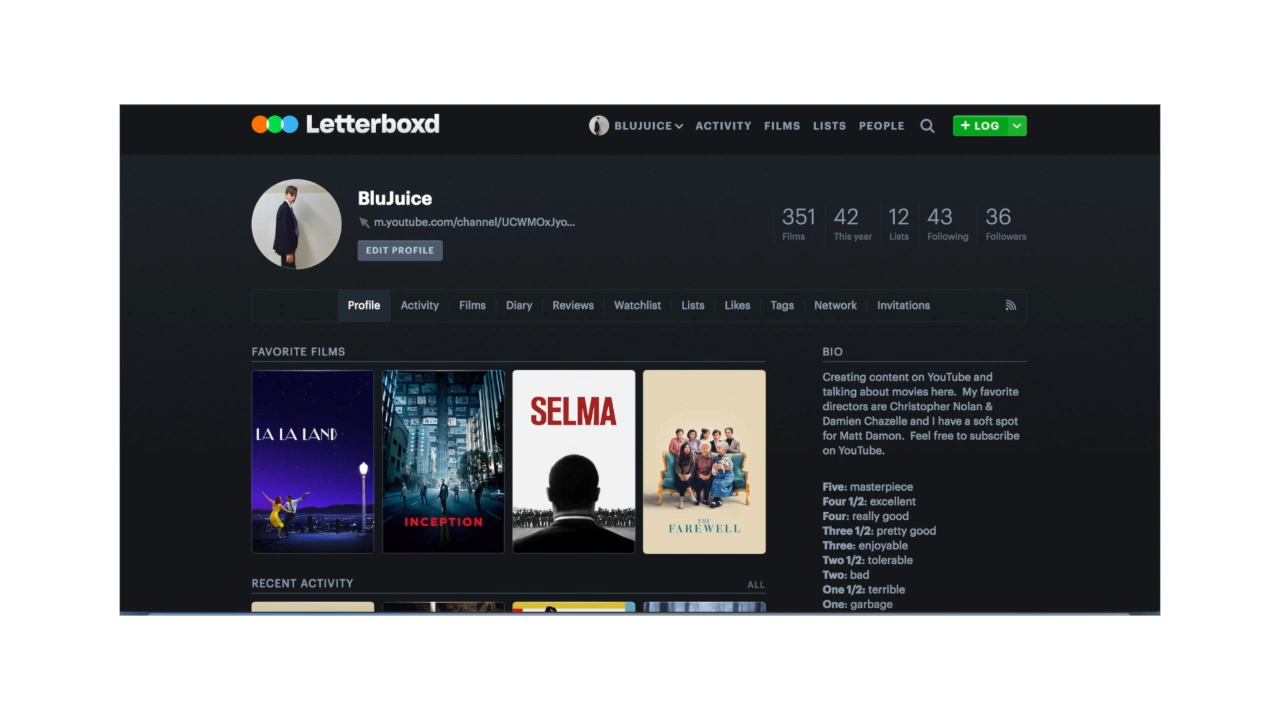 Letterboxd
BLUJUICE ACTIVITY FILMS LISTS PEOPLE + LOG
BluJuice
m.youtube.com/channel/UCWMOxJyo...
EDIT PROFILE
351 42 12 43 36
Films This year Lists Following Followers
Profile Activity Films Diary Reviews Watchlist Lists Likes Tags Network Invitations
FAVORITE FILMS
LA LA LAND
INCEPTION
SELMA
THE
FAREWELL
RECENT ACTIVITY
ALL
BIO
Creating content on YouTube and
talking about movies here. My favorite
directors are Christopher Nolan &
Damien Chazelle and I have a soft spot
for Matt Damon. Feel free to subscribe
on YouTube.
Five: masterpiece
Four 1/2: excellent
Four: really good
Three 1/2: pretty good
Three: enjoyable
Two 1/2: tolerable
Two: bad
One 1/2: terrible
One: garbage